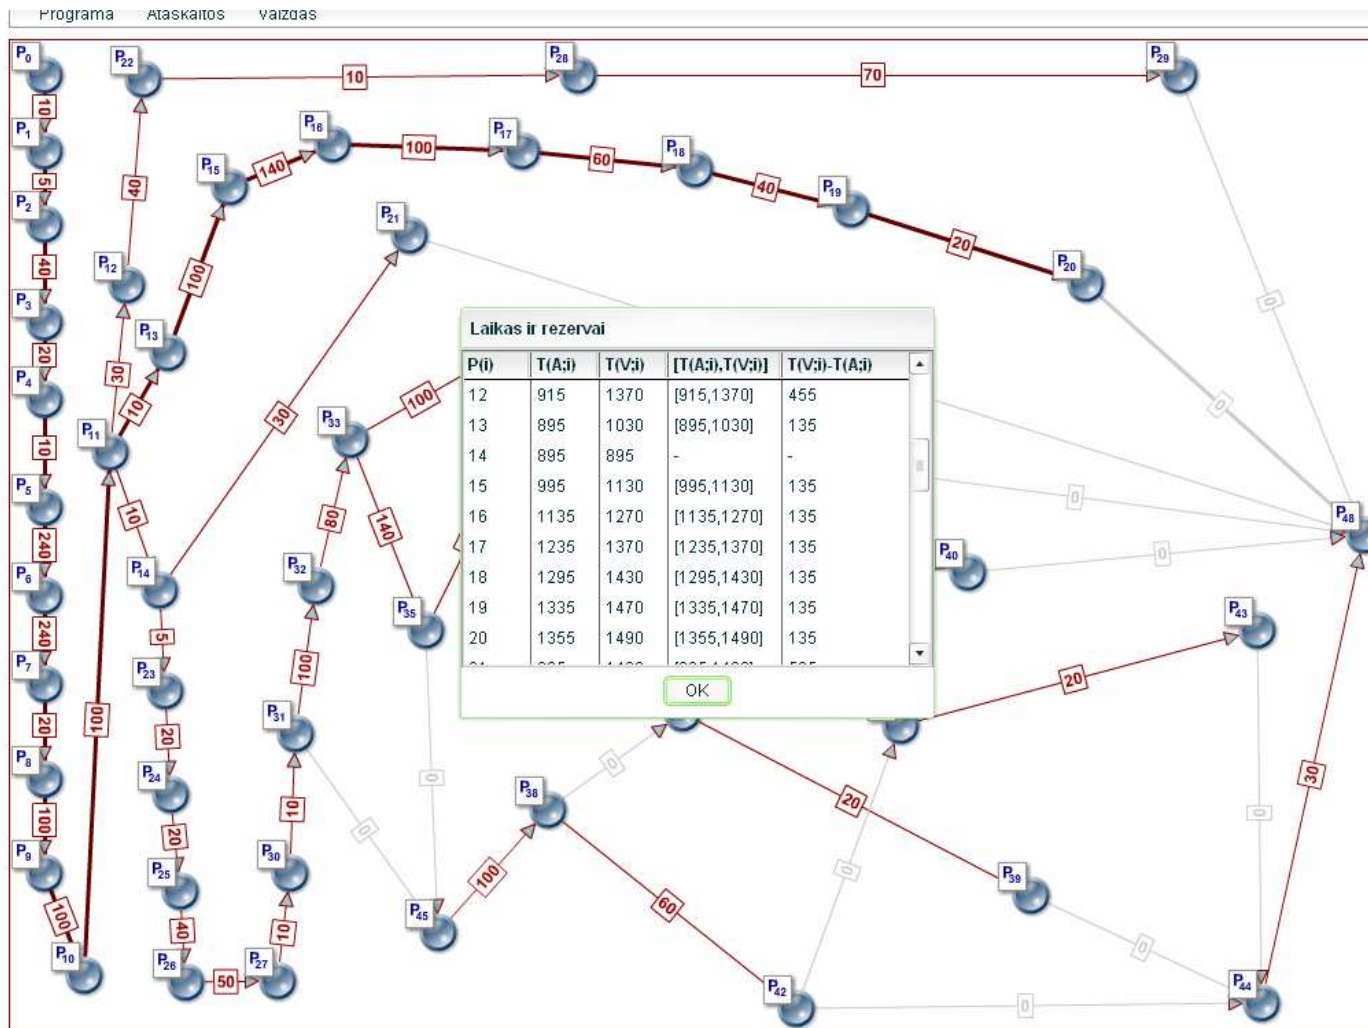 Programa Ataskaitos Vaizdas
P0
10
P1
5
P2
40
P3
20
P4
10
P5
240
P6
240
P7
20
P8
100
P9
100
P10
100
P11
30
P12
40
P22
10
P28
70
P29
0
10
P13
100
P15
140
P16
100
P17
60
P18
40
P19
20
P20
0
10
P14
30
P21
5
P23
20
P24
20
P25
40
P26
50
P27
10
P30
10
P31
100
P32
80
P33
100
140
P35
0
0
P45
100
P38
0
60
P42
0
0
20
P39
0
20
P43
0
P44
30
P48
P40
0
0
0
Laikas ir rezervai
P(i) T(A;i) T(V;i) [T(A;i),T(V;i)] T(V;i)-T(A;i)
12 915 1370 [915,1370] 455
13 895 1030 [895,1030] 135
14 895 895 - -
15 995 1130 [995,1130] 135
16 1135 1270 [1135,1270] 135
17 1235 1370 [1235,1370] 135
18 1295 1430 [1295,1430] 135
19 1335 1470 [1335,1470] 135
20 1355 1490 [1355,1490] 135
OK